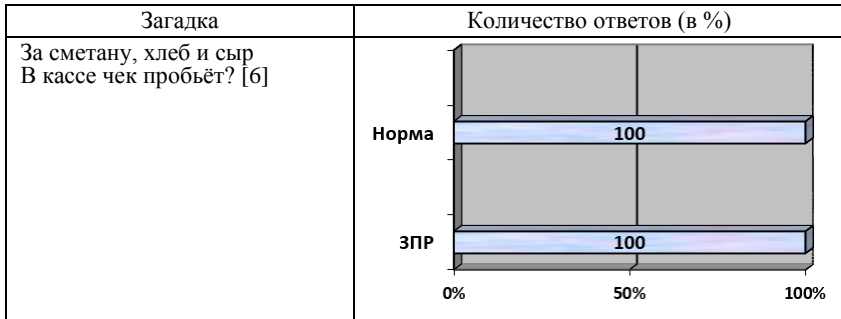 Загадка
Количество ответов (в %)
За сметану, хлеб и сыр
В кассе чек пробьёт? [6]
Норма
100
ЗПР
100
0%
50%
100%